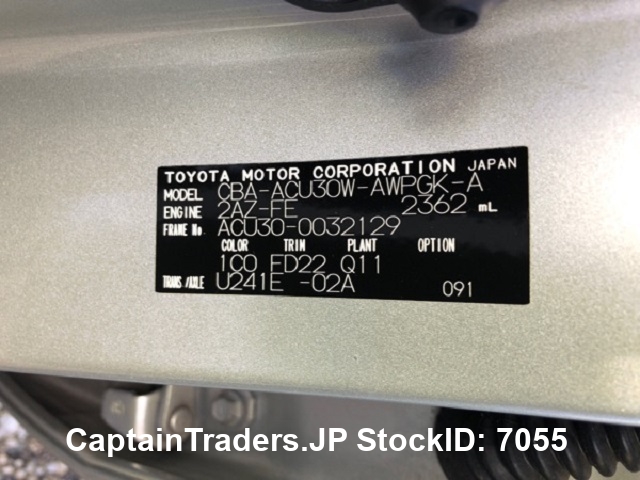 TOYOTA MOTOR CORPORATION JAPAN
MODEL CBA-ACU30W-AWPGK-A
ENGINE 2AZ-FE 2362 mL
FRAME No. ACU30-0032129
COLOR TRIM PLANT OPTION
1C0 FD22 Q11
TRANS/AXLE U241E -02A 091
CaptainTraders.JP StockID: 7055